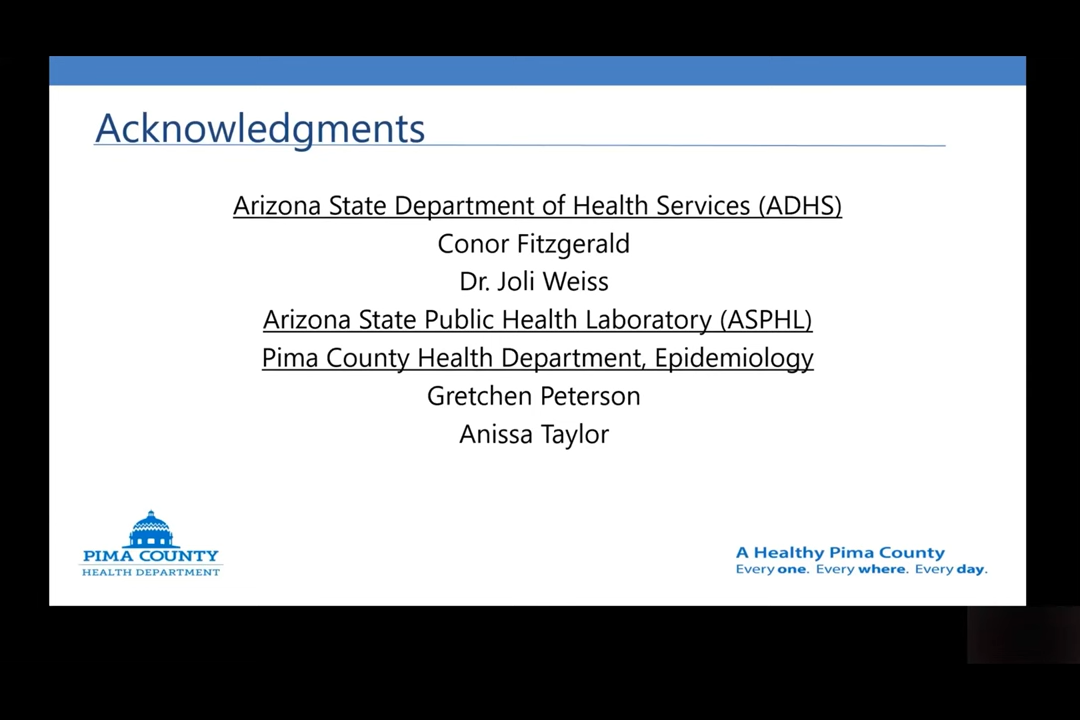 Acknowledgments
Arizona State Department of Health Services (ADHS)
Conor Fitzgerald
Dr. Joli Weiss
Arizona State Public Health Laboratory (ASPHL)
Pima County Health Department, Epidemiology
Gretchen Peterson
Anissa Taylor
PIMA COUNTY
HEALTH DEPARTMENT
A Healthy Pima County
Every one. Every where. Every day.